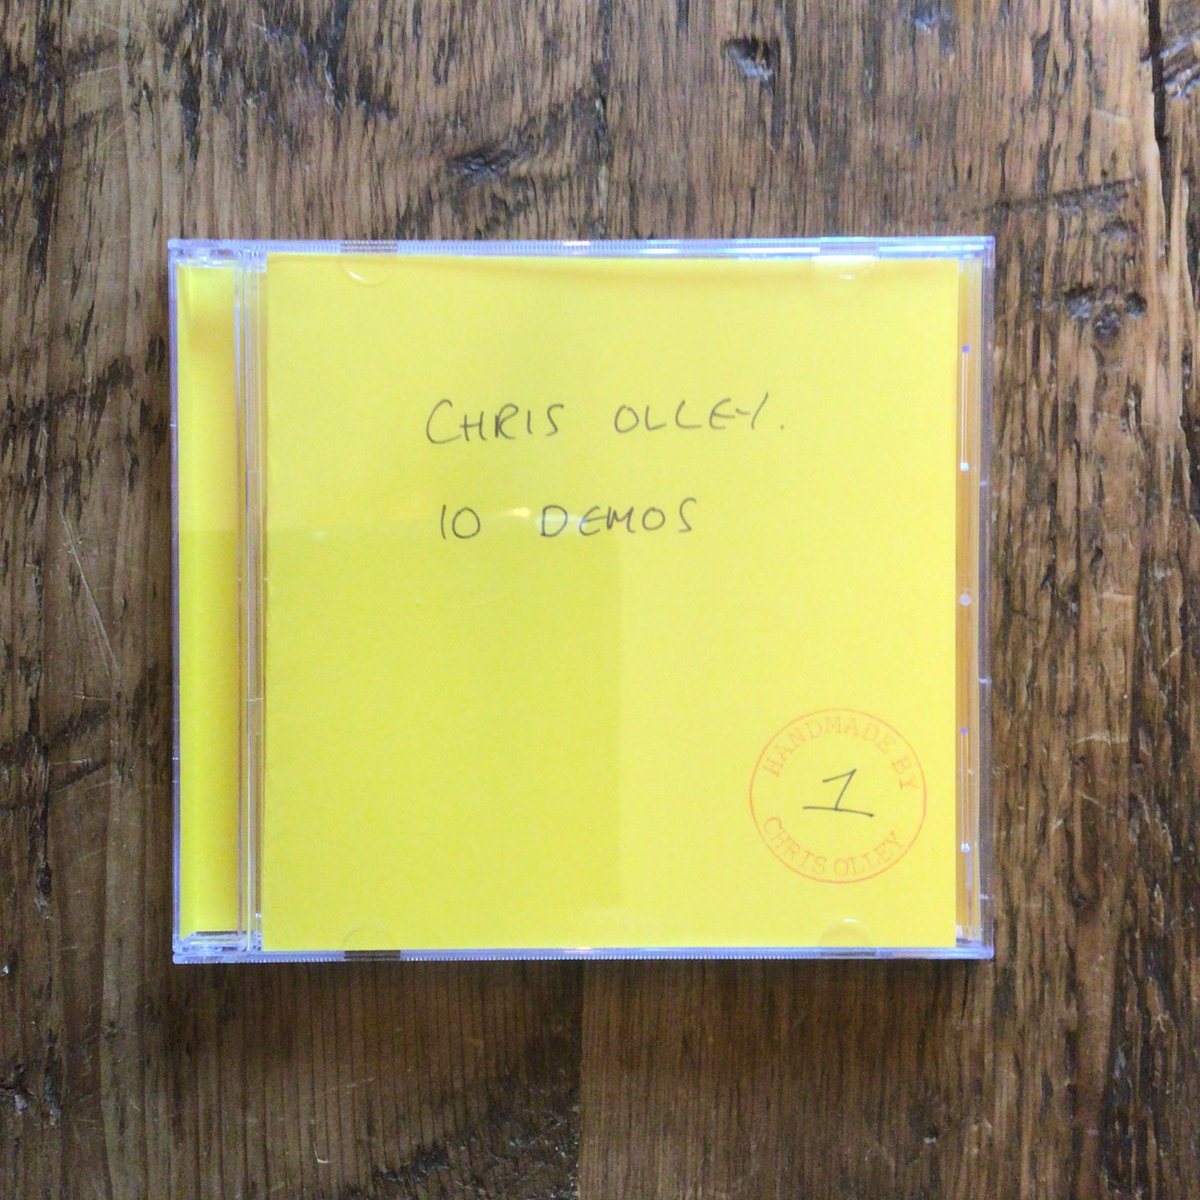 CHRIS OLLEY.
10 DEMOS
HANDMADE BY
1
CHRIS OLLEY